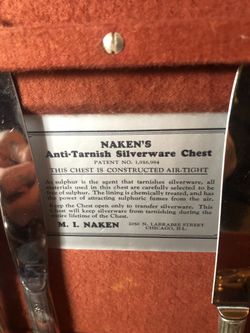 NAKEN'S
Anti-Tarnish Silverware Chest
PATENT NO. 1,986,994
THIS CHEST IS CONSTRUCTED AIR-TIGHT
As sulphur is the agent that tarnishes silverware, all
materials used in this chest are carefully selected to be
free of sulphur. The lining is chemically treated, and has
the power of attracting sulphuric fumes from the air.
Keep the Chest open only to transfer silverware. This
Chest will keep silverware from tarnishing during the
entire lifetime of the Chest.
M. I. NAKEN
N. LARRABEE STREET
CHICAGO, ILL.